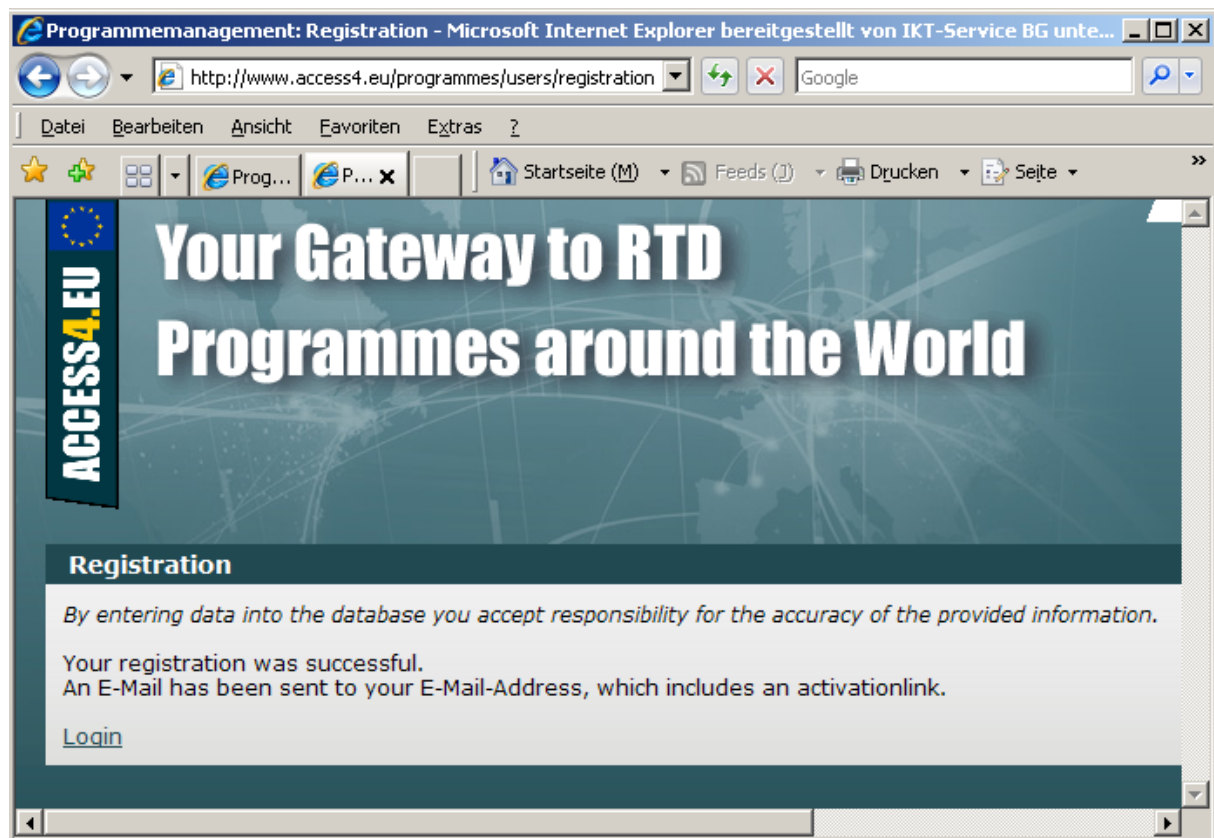 Programmemanagement: Registration - Microsoft Internet Explorer bereitgestellt von IKT-Service BG unte...
http://www.access4.eu/programmes/users/registration
Google
Datei Bearbeiten Ansicht Favoriten Extras ?
Prog... P... Startseite (M) Feeds (J) Drucken Seite »
ACCESS4.EU
Your Gateway to RTD
Programmes around the World
Registration
By entering data into the database you accept responsibility for the accuracy of the provided information.
Your registration was successful.
An E-Mail has been sent to your E-Mail-Address, which includes an activationlink.
Login